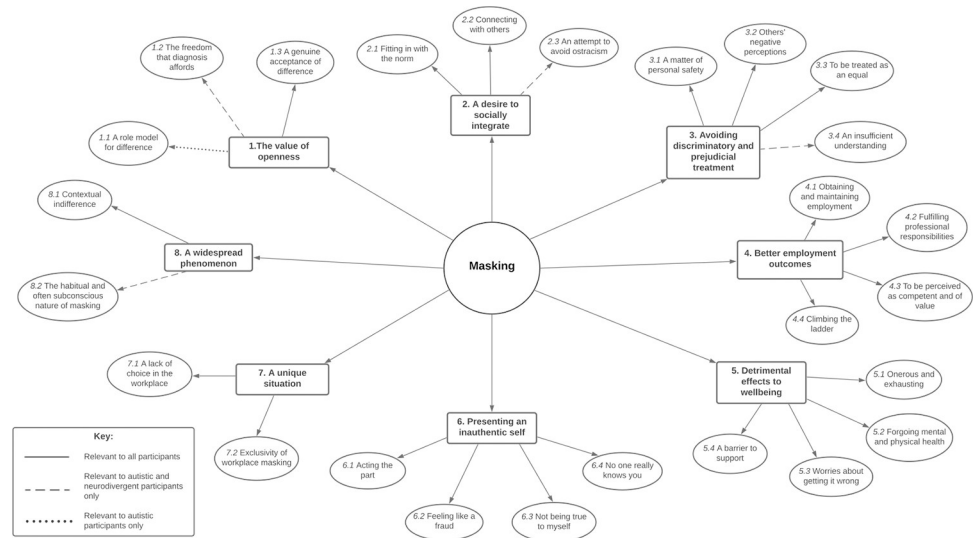 1.2 The freedom
that diagnosis
affords
1.3 A genuine
acceptance of
difference
1.1 A role model
for difference
1.The value of
openness
2.1 Fitting in with
the norm
2.2 Connecting
with others
2.3 An attempt to
avoid ostracism
2. A desire to
socially
integrate
3.1 A matter of
personal safety
3.2 Others'
negative
perceptions
3.3 To be treated as
an equal
3.4 An insufficient
understanding
3. Avoiding
discriminatory and
prejudicial
treatment
8.1 Contextual
indifference
8.2 The habitual and
often subconscious
nature of masking
8. A widespread
phenomenon
Masking
4.1 Obtaining
and maintaining
employment
4.2 Fulfilling
professional
responsibilities
4.3 To be perceived
as competent and of
value
4.4 Climbing the
ladder
4. Better employment
outcomes
7.1 A lack of
choice in the
workplace
7. A unique
situation
7.2 Exclusivity of
workplace masking
6. Presenting an
inauthentic self
6.1 Acting the
part
6.2 Feeling like a
fraud
6.3 Not being true
to myself
6.4 No one really
knows you
5. Detrimental
effects to
wellbeing
5.1 Onerous and
exhausting
5.2 Forgoing mental
and physical health
5.3 Worries about
getting it wrong
5.4 A barrier to
support
Key:
Relevant to all participants
Relevant to autistic and
neurodivergent participants
only
Relevant to autistic
participants only